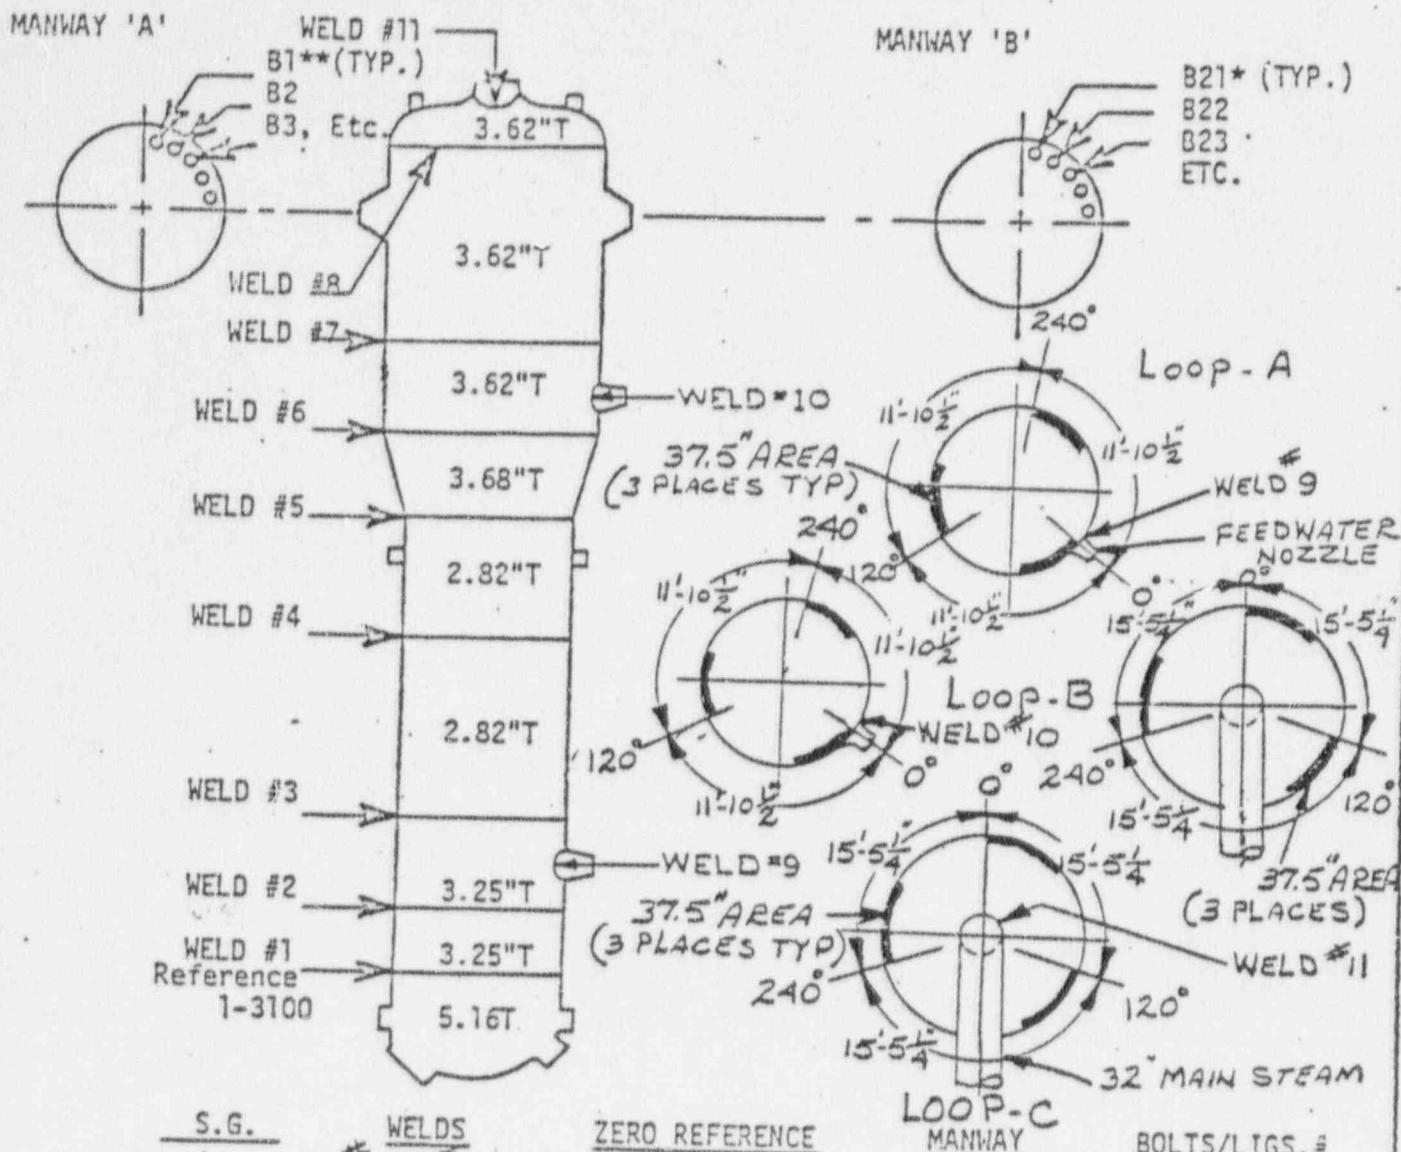 MANWAY 'A'
WELD #11
B1**(TYP.)
B2
B3, Etc.
3.62"T
MANWAY 'B'
B21* (TYP.)
B22
B23
ETC.
3.62"T
WELD #8
WELD #7
3.62"T
WELD #10
WELD #6
3.68"T
WELD #5
2.82"T
WELD #4
2.82"T
WELD #3
WELD #9
WELD #2
3.25"T
WELD #1
Reference
1-3100
3.25"T
5.16T
240°
Loop-A
11'-10½"
11'-10½"
37.5" AREA
(3 PLACES TYP)
WELD # 9
FEEDWATER
NOZZLE
120°
0°
11'-10½"
240°
11'-10½"
11'-10½"
Loop-B
WELD #10
120°
0°
11'-10½"
0°
15'-5¼"
15'-5¼"
240°
120°
15'-5¼"
37.5" AREA
(3 PLACES)
0°
15'-5¼"
15'-5¼
37.5" AREA
(3 PLACES TYP)
WELD #11
240°
120°
15'-5¼"
32" MAIN STEAM
LOOP-C
S.G. WELDS ZERO REFERENCE MANWAY BOLTS/LIGS.#